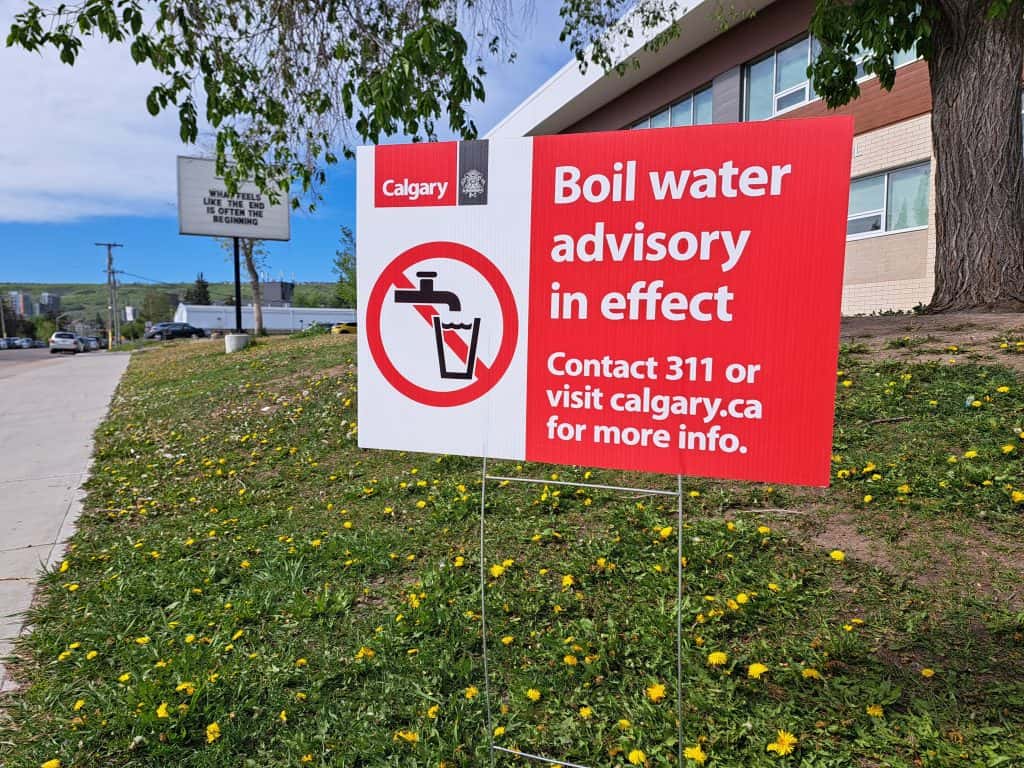 WHAT FEELS
LIKE THE END
IS OFTEN THE
BEGINNING
Calgary
Boil water
advisory
in effect
Contact 311 or
visit calgary.ca
for more info.